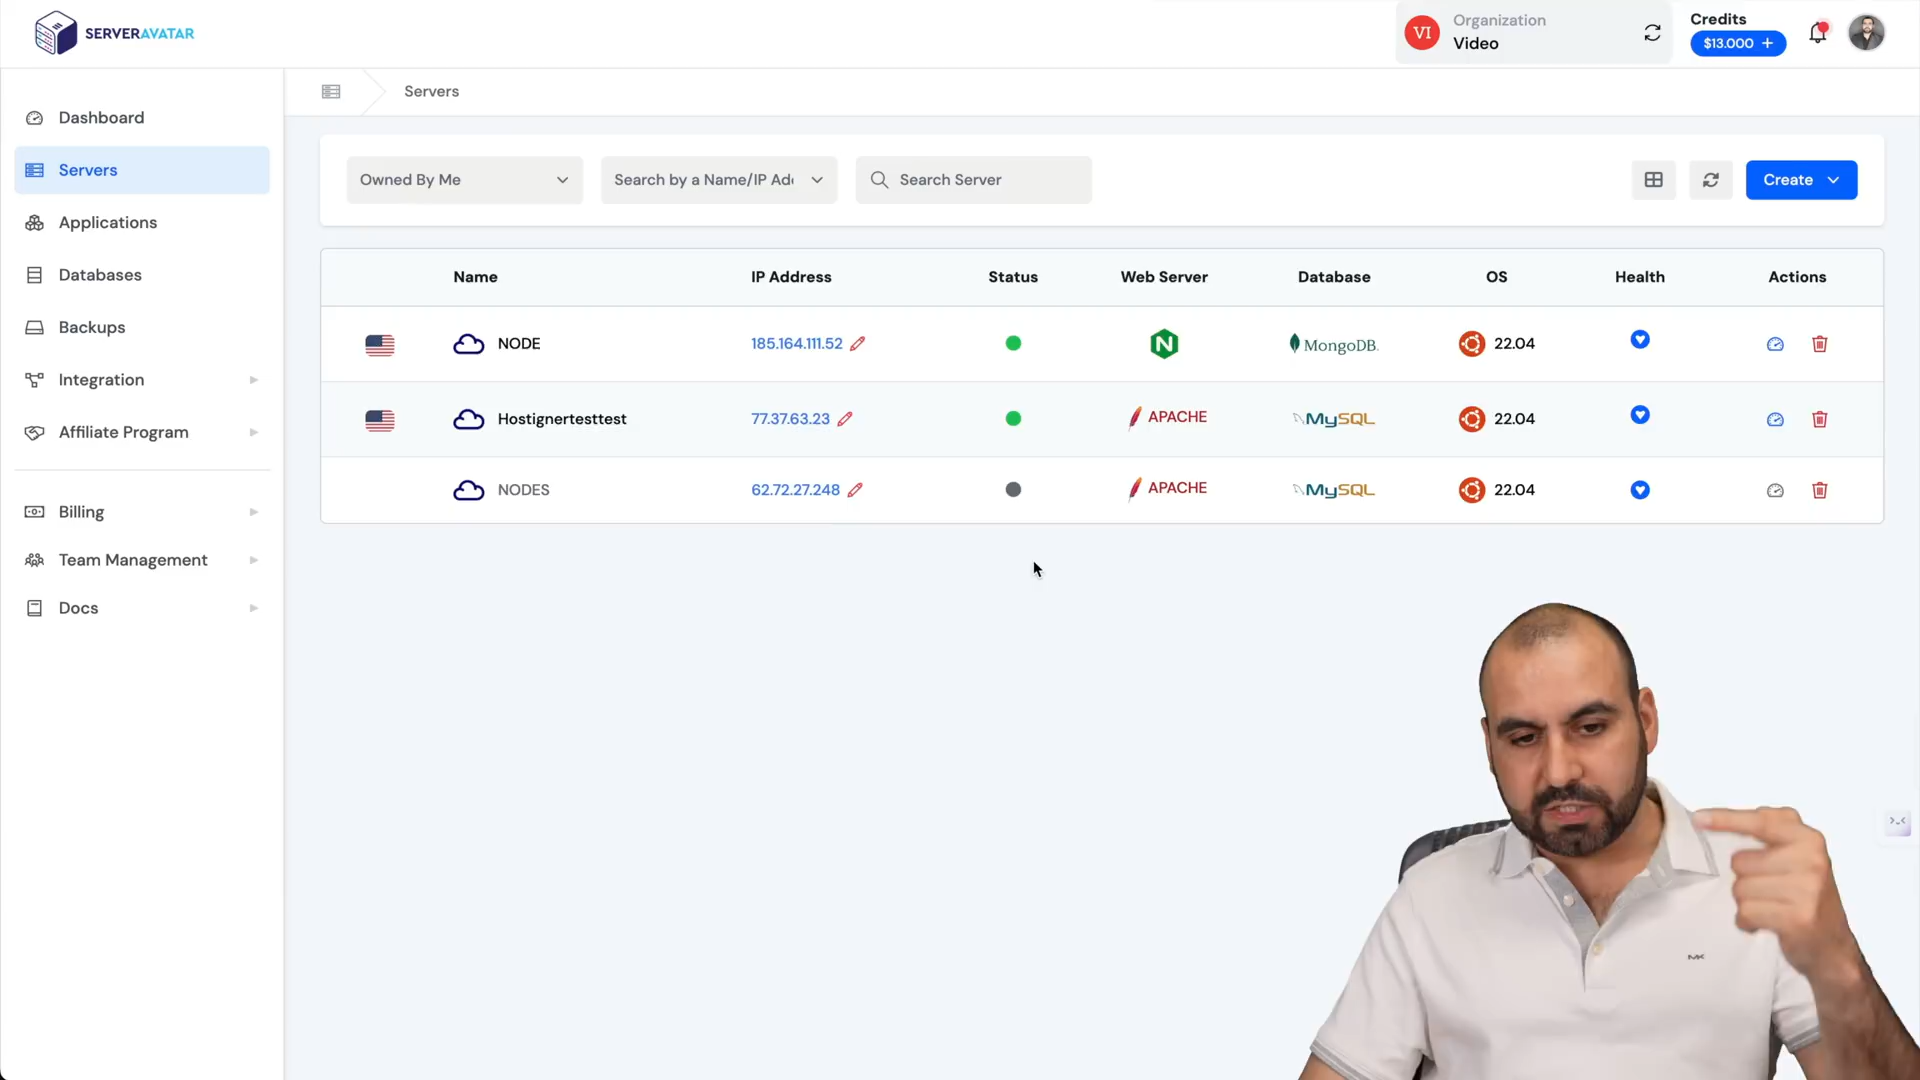 SERVERAVATAR
VI
Organization
Video
Credits
$13.000 +
Dashboard
Servers
Applications
Databases
Backups
Integration
Affiliate Program
Billing
Team Management
Docs
Servers
Owned By Me
Search by a Name/IP Ad
Search Server
Create
Name IP Address Status Web Server Database OS Health Actions
NODE 185.164.111.52 N MongoDB. 22.04
Hostignertesttest 77.37.63.23 APACHE MySQL 22.04
NODES 62.72.27.248 APACHE MySQL 22.04
MK